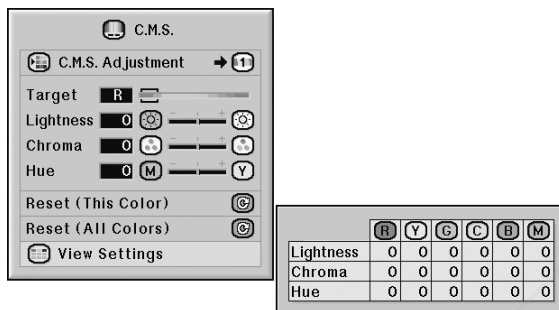 C.M.S.
C.M.S. Adjustment 1
Target R
Lightness 0 - +
Chroma 0 - +
Hue 0 M - + Y
Reset (This Color)
Reset (All Colors)
View Settings
R Y G C B M
Lightness 0 0 0 0 0 0
Chroma 0 0 0 0 0 0
Hue 0 0 0 0 0 0